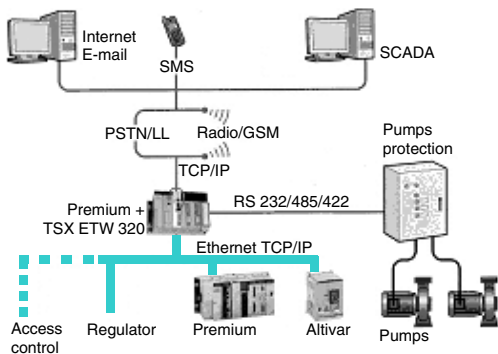 Internet
E-mail
SMS
SCADA
PSTN/LL
Radio/GSM
TCP/IP
Pumps
protection
Premium +
TSX ETW 320
RS 232/485/422
Ethernet TCP/IP
Access
control
Regulator
Premium
Altivar
Pumps